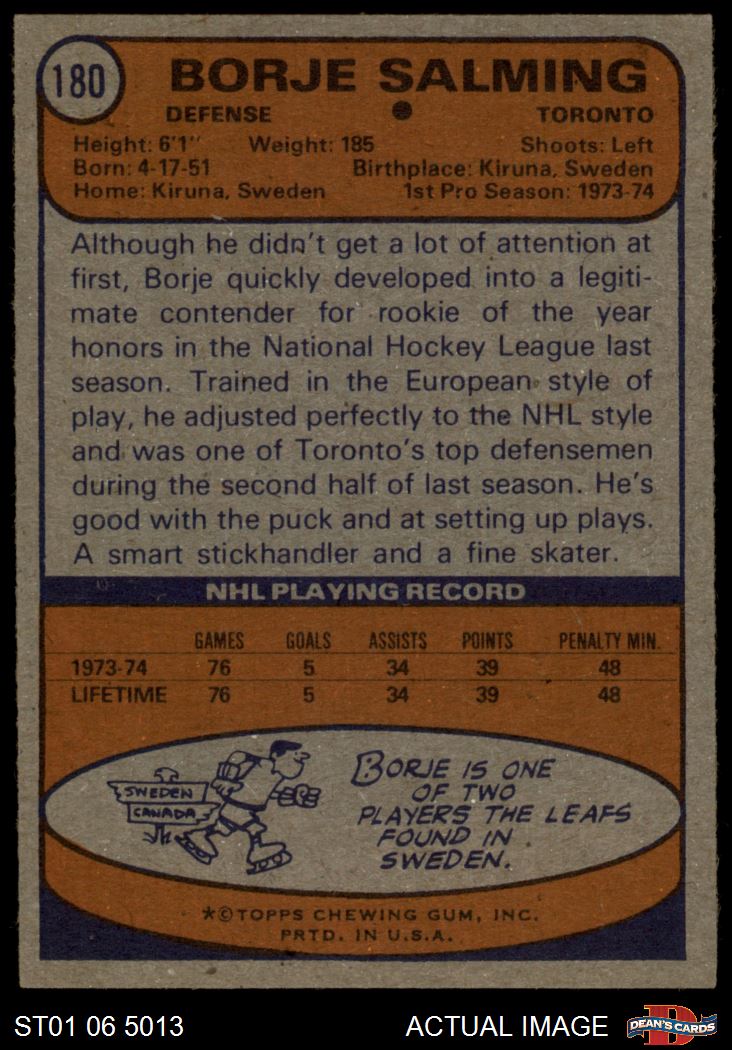 180
BORJE SALMING
DEFENSE
TORONTO
Height: 6'1" Weight: 185 Shoots: Left
Born: 4-17-51 Birthplace: Kiruna, Sweden
Home: Kiruna, Sweden 1st Pro Season: 1973-74
Although he didn't get a lot of attention at
first, Borje quickly developed into a legiti-
mate contender for rookie of the year
honors in the National Hockey League last
season. Trained in the European style of
play, he adjusted perfectly to the NHL style
and was one of Toronto's top defensemen
during the second half of last season. He's
good with the puck and at setting up plays.
A smart stickhandler and a fine skater.
NHL PLAYING RECORD
GAMES GOALS ASSISTS POINTS PENALTY MIN.
1973-74 76 5 34 39 48
LIFETIME 76 5 34 39 48
SWEDEN
CANADA
BORJE IS ONE
OF TWO
PLAYERS THE LEAFS
FOUND IN
SWEDEN.
*©TOPPS CHEWING GUM, INC.
PRTD. IN U.S.A.
ST01 06 5013
ACTUAL IMAGE
D
DEAN'S CARDS